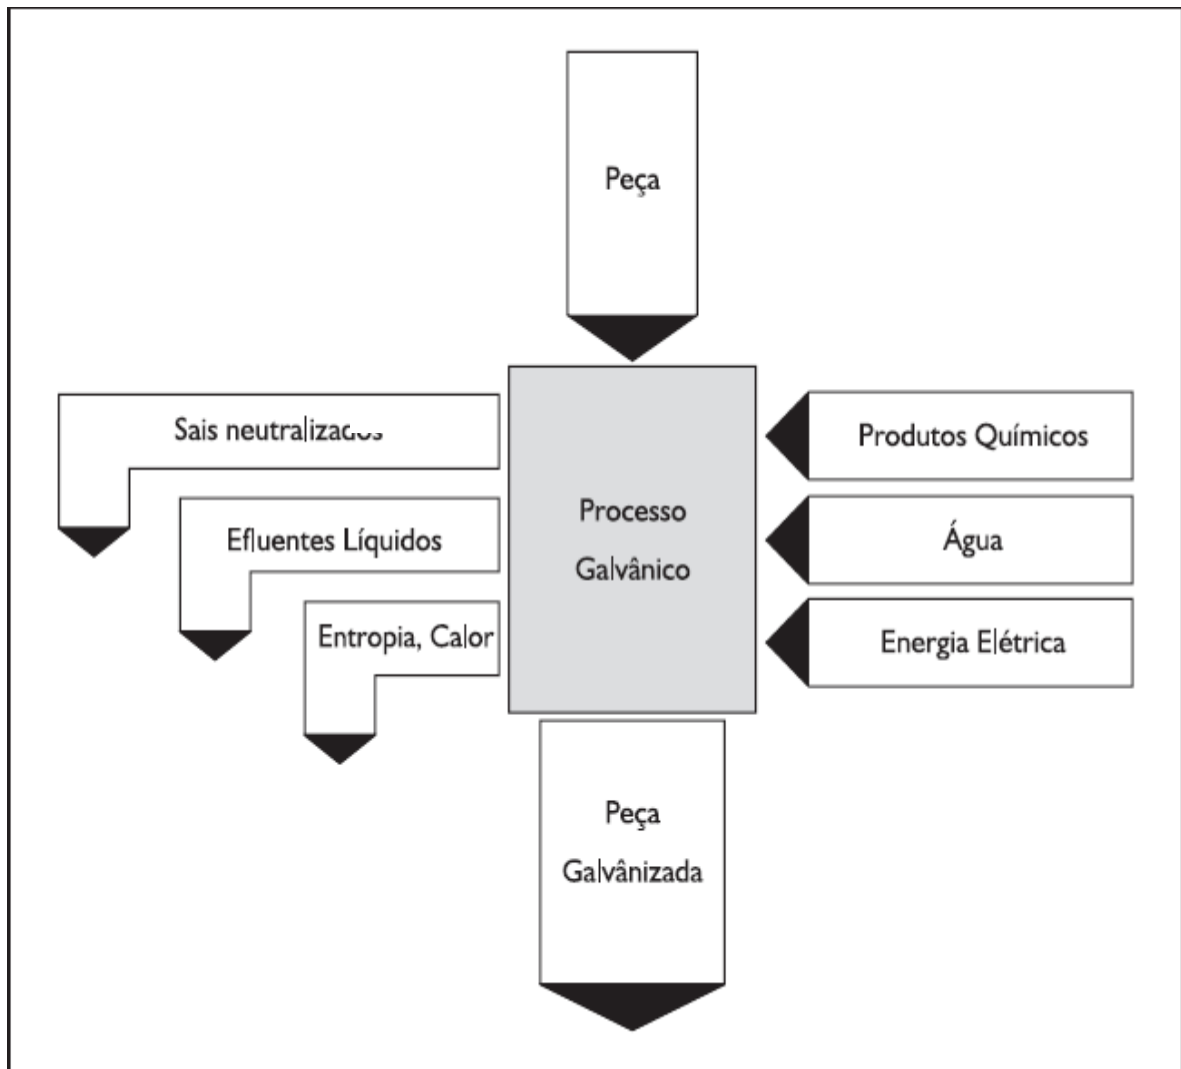 Peça
Sais neutralizados
Produtos Químicos
Processo
Galvânico
Efluentes Líquidos
Água
Entropia, Calor
Energia Elétrica
Peça
Galvânizada